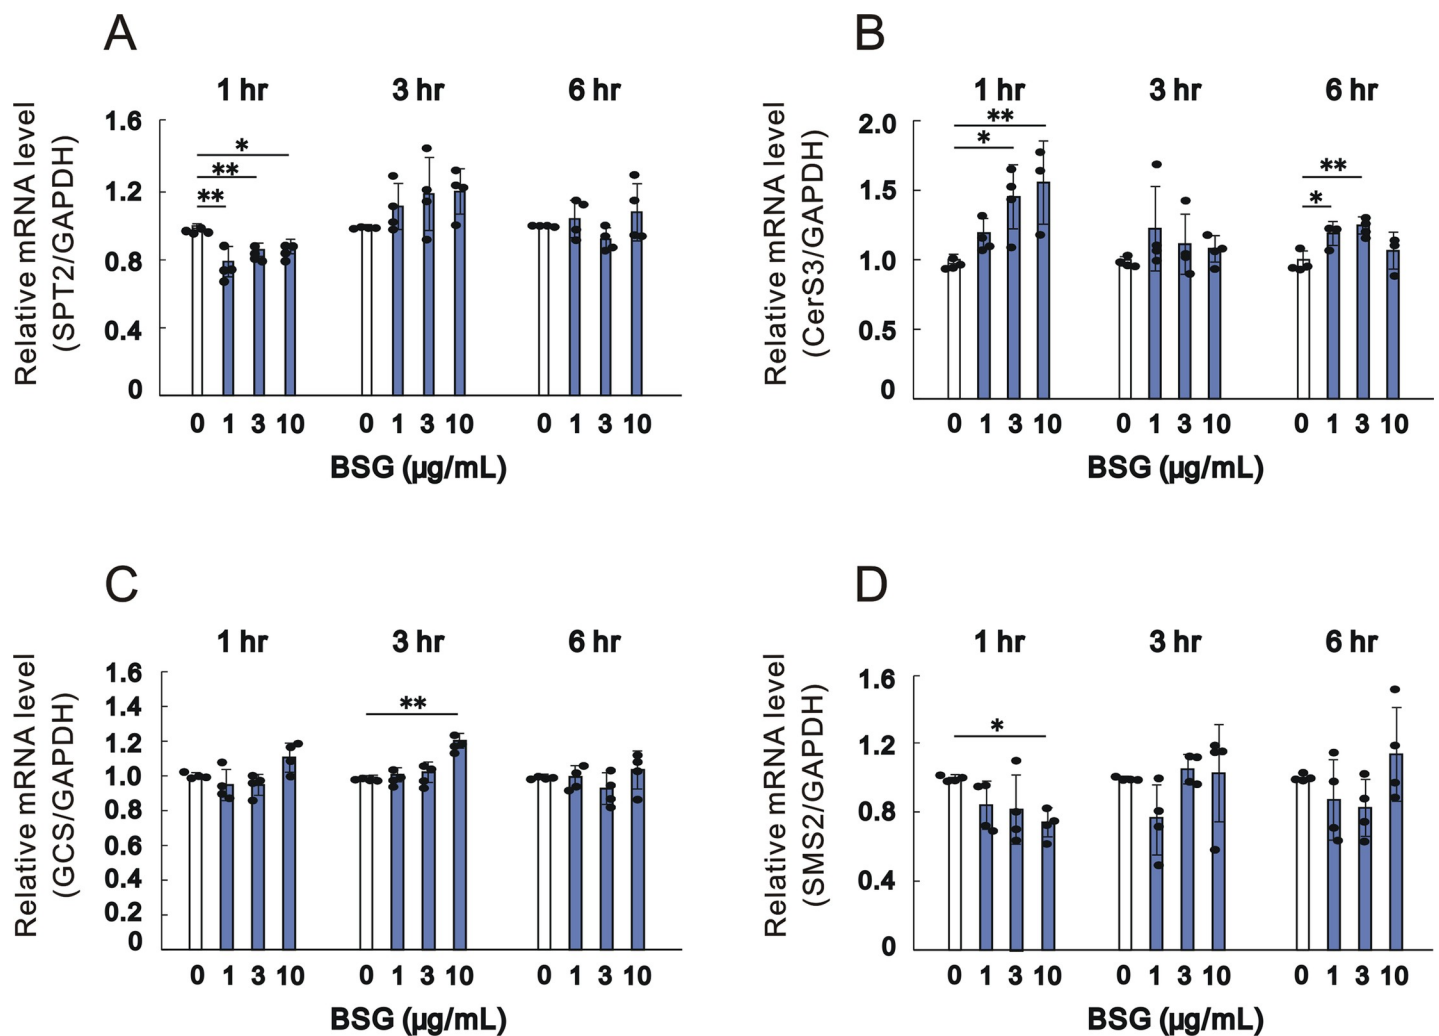 A
1 hr 3 hr 6 hr
Relative mRNA level
(SPT2/GAPDH)
1.6
1.2
0.8
0.4
0
*
**
**
0 1 3 10 0 1 3 10 0 1 3 10
BSG (µg/mL)
B
1 hr 3 hr 6 hr
Relative mRNA level
(CerS3/GAPDH)
2.0
1.5
1.0
0.5
0
**
*
**
*
0 1 3 10 0 1 3 10 0 1 3 10
BSG (µg/mL)
C
1 hr 3 hr 6 hr
Relative mRNA level
(GCS/GAPDH)
1.6
1.4
1.2
1.0
0.8
0.6
0.4
0.2
0
**
0 1 3 10 0 1 3 10 0 1 3 10
BSG (µg/mL)
D
1 hr 3 hr 6 hr
Relative mRNA level
(SMS2/GAPDH)
1.6
1.2
0.8
0.4
0
*
0 1 3 10 0 1 3 10 0 1 3 10
BSG (µg/mL)